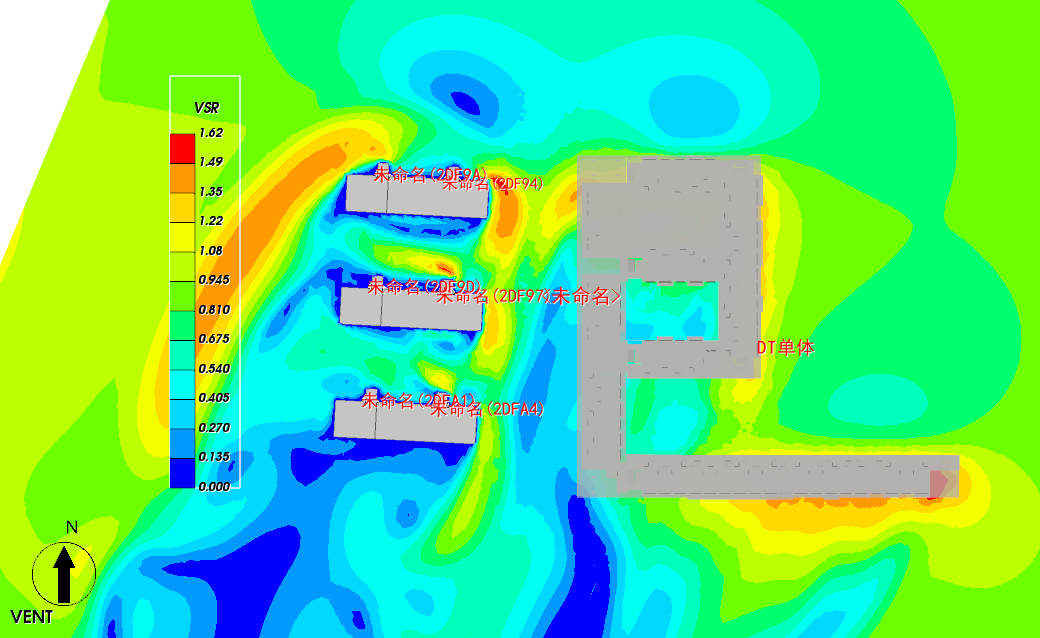 VSR
1.62
1.49
1.35
1.22
1.08
0.945
0.810
0.675
0.540
0.405
0.270
0.135
0.000
未命名(2DF9A)
未命名(2DF94)
未命名(2DF9D)
未命名(2DF97)
<未命名>
DT单体
未命名(2DFA1)
未命名(2DFA4)
N
VENT